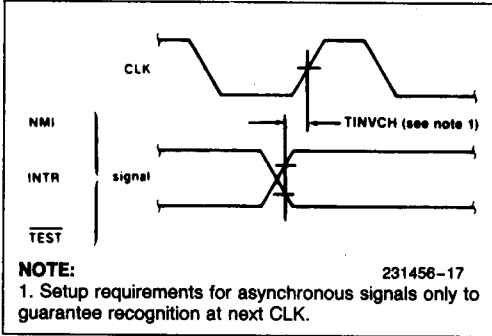 CLK
NMI
TINVCH (see note 1)
INTR
signal
TEST
NOTE:
231456–17
1. Setup requirements for asynchronous signals only to
guarantee recognition at next CLK.